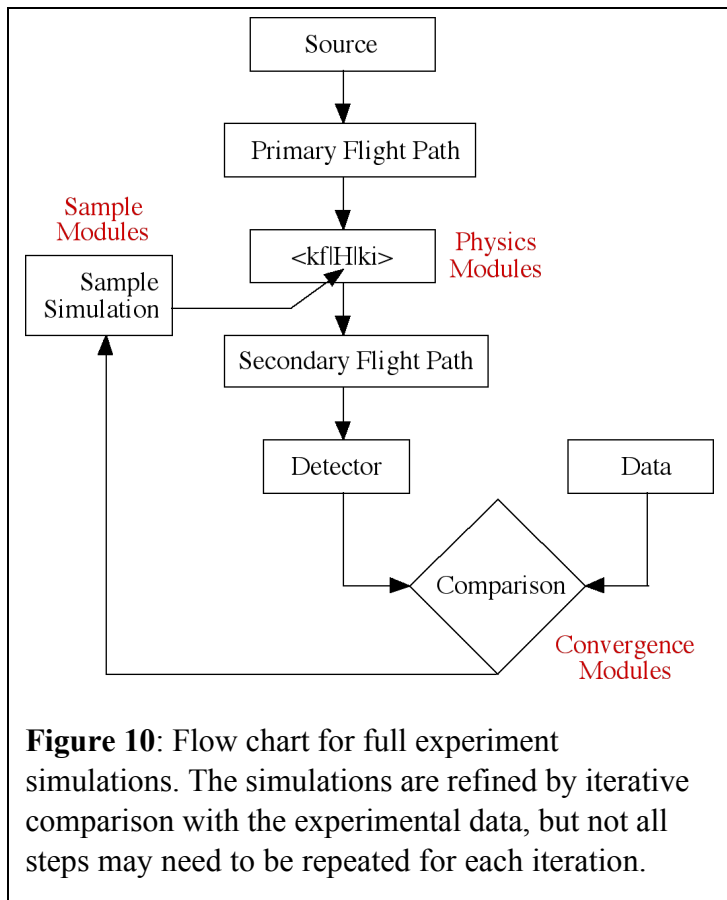 Source
Primary Flight Path
Sample
Modules
<kf|H|ki>
Physics
Modules
Sample
Simulation
Secondary Flight Path
Detector
Data
Comparison
Convergence
Modules
Figure 10: Flow chart for full experiment
simulations. The simulations are refined by iterative
comparison with the experimental data, but not all
steps may need to be repeated for each iteration.